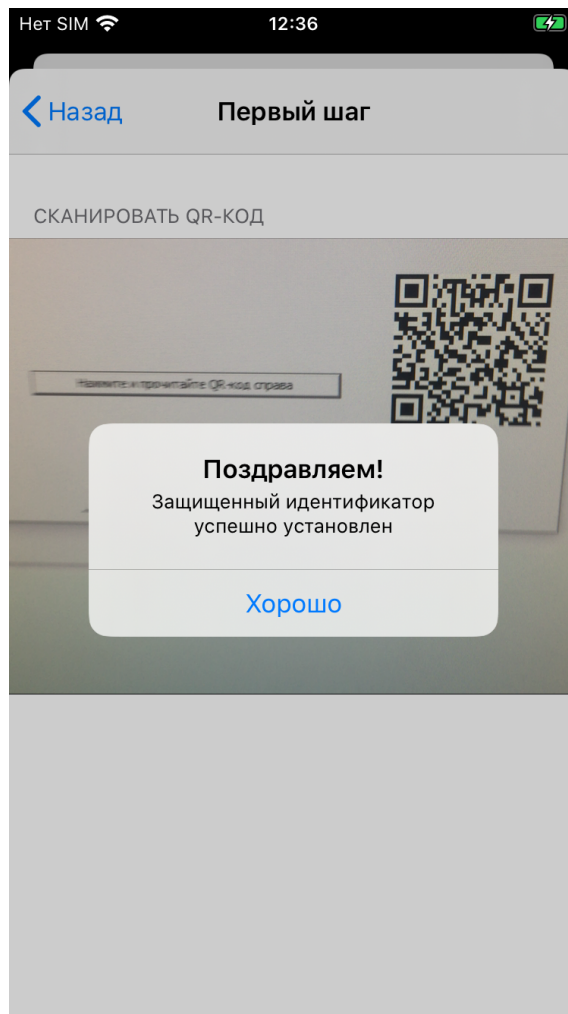 Нет SIM
12:36
Назад
Первый шаг
СКАНИРОВАТЬ QR-КОД
Нажмите и прочитайте QR-код справа
Поздравляем!
Защищенный идентификатор
успешно установлен
Хорошо